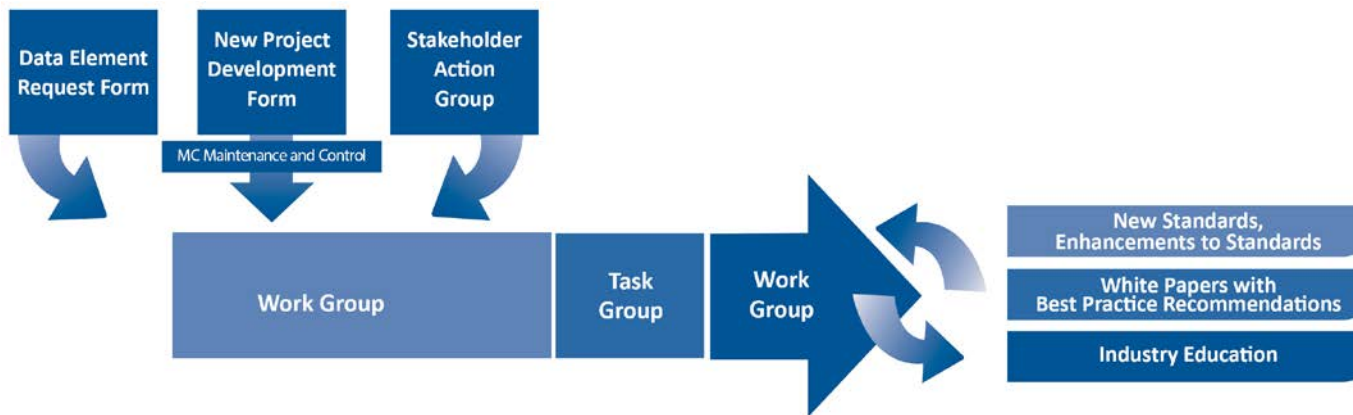 Data Element
Request Form
New Project
Development
Form
Stakeholder
Action
Group
MC Maintenance and Control
Work Group
Task
Group
Work
Group
New Standards,
Enhancements to Standards
White Papers with
Best Practice Recommendations
Industry Education